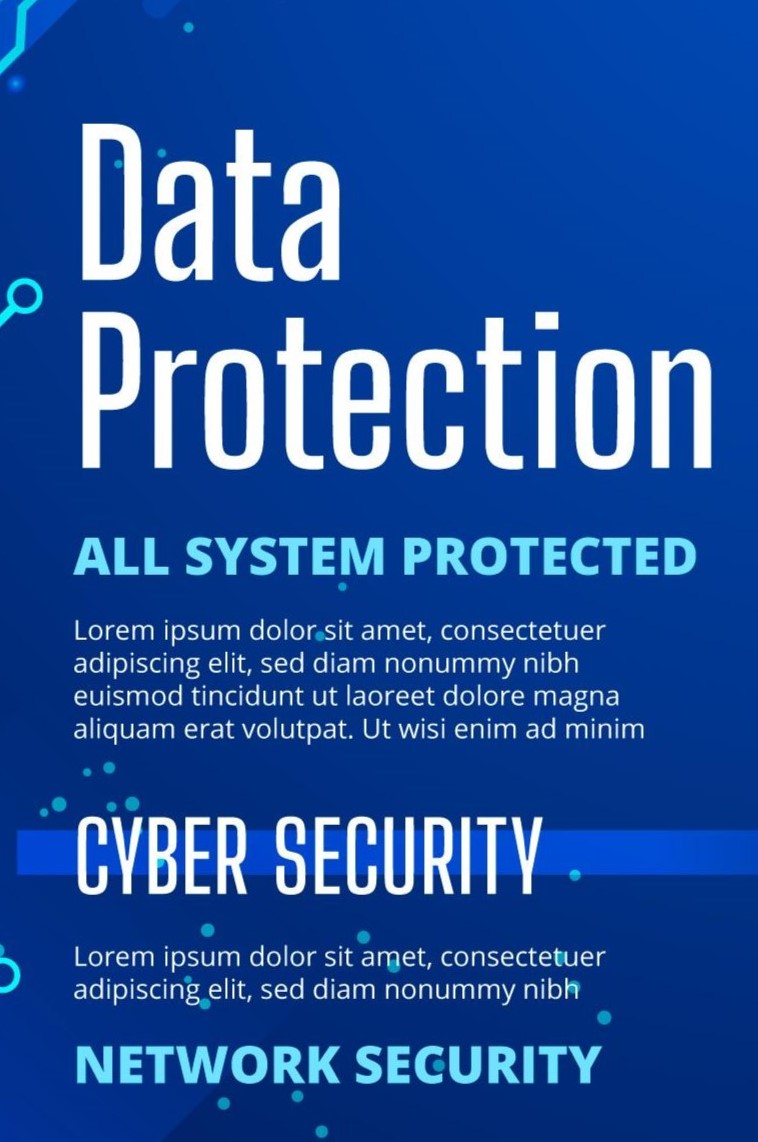 Data
Protection
ALL SYSTEM PROTECTED
Lorem ipsum dolor sit amet, consectetuer
adipiscing elit, sed diam nonummy nibh
euismod tincidunt ut laoreet dolore magna
aliquam erat volutpat. Ut wisi enim ad minim
CYBER SECURITY
Lorem ipsum dolor sit amet, consectetuer
adipiscing elit, sed diam nonummy nibh
NETWORK SECURITY